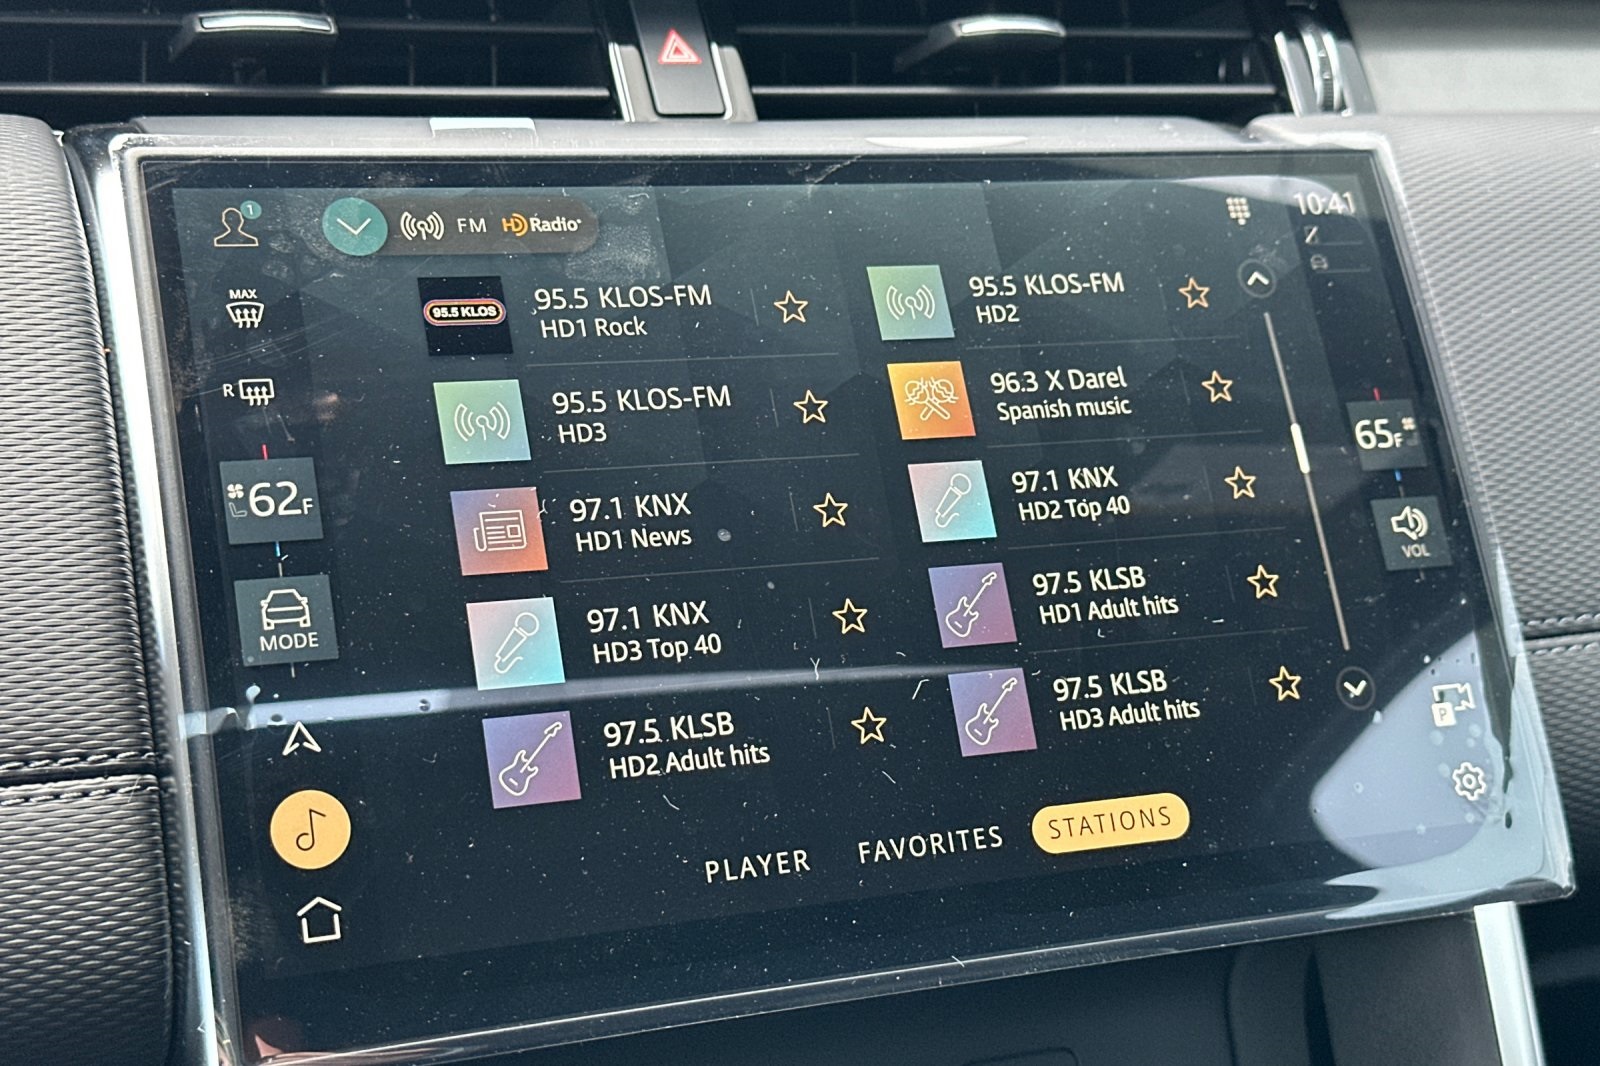 1
FM HD Radio
10:41
MAX
R
62F
MODE
95.5 KLOS
95.5 KLOS-FM
HD1 Rock
95.5 KLOS-FM
HD2
95.5 KLOS-FM
HD3
96.3 X Darel
Spanish music
97.1 KNX
HD1 News
97.1 KNX
HD2 Top 40
97.1 KNX
HD3 Top 40
97.5 KLSB
HD1 Adult hits
97.5 KLSB
HD2 Adult hits
97.5 KLSB
HD3 Adult hits
65F
VOL
P
PLAYER
FAVORITES
STATIONS